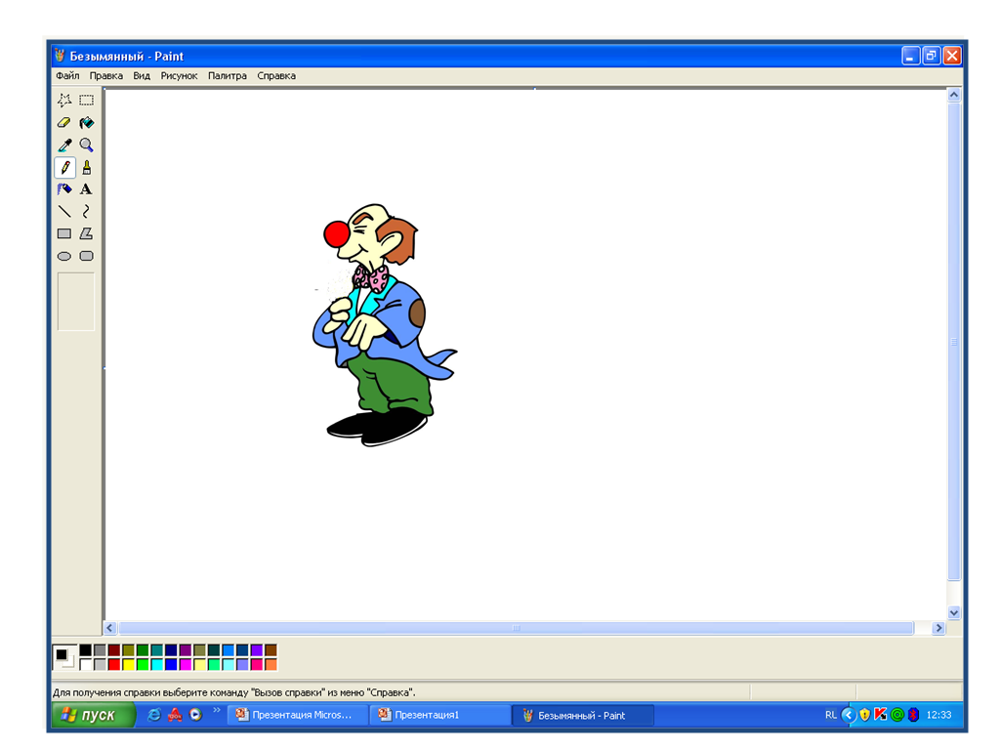 Безымянный - Paint
Файл Правка Вид Рисунок Палитра Справка
A
Для получения справки выберите команду "Вызов справки" из меню "Справка".
пуск
»
Презентация Micros...
Презентация1
Безымянный - Paint
RL
12:33